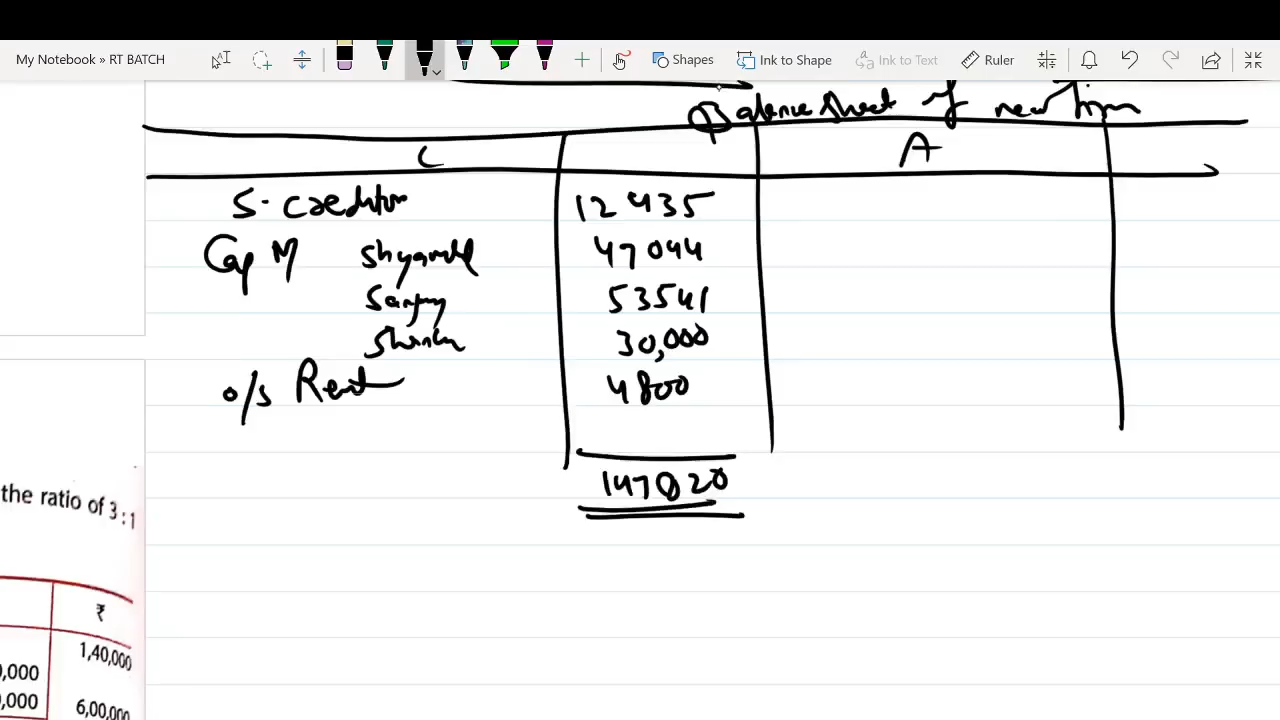 My Notebook » RT BATCH Shapes Ink to Shape Ink to Text Ruler
Balance sheet of new firm
L A
S. creditor 12435
Cap M Shyamlal 47044
Sanjay 53541
30,000
o/s Rent 4800
147820
the ratio of 3:1
₹
1,40,000
0,000
0,000 6,00,000